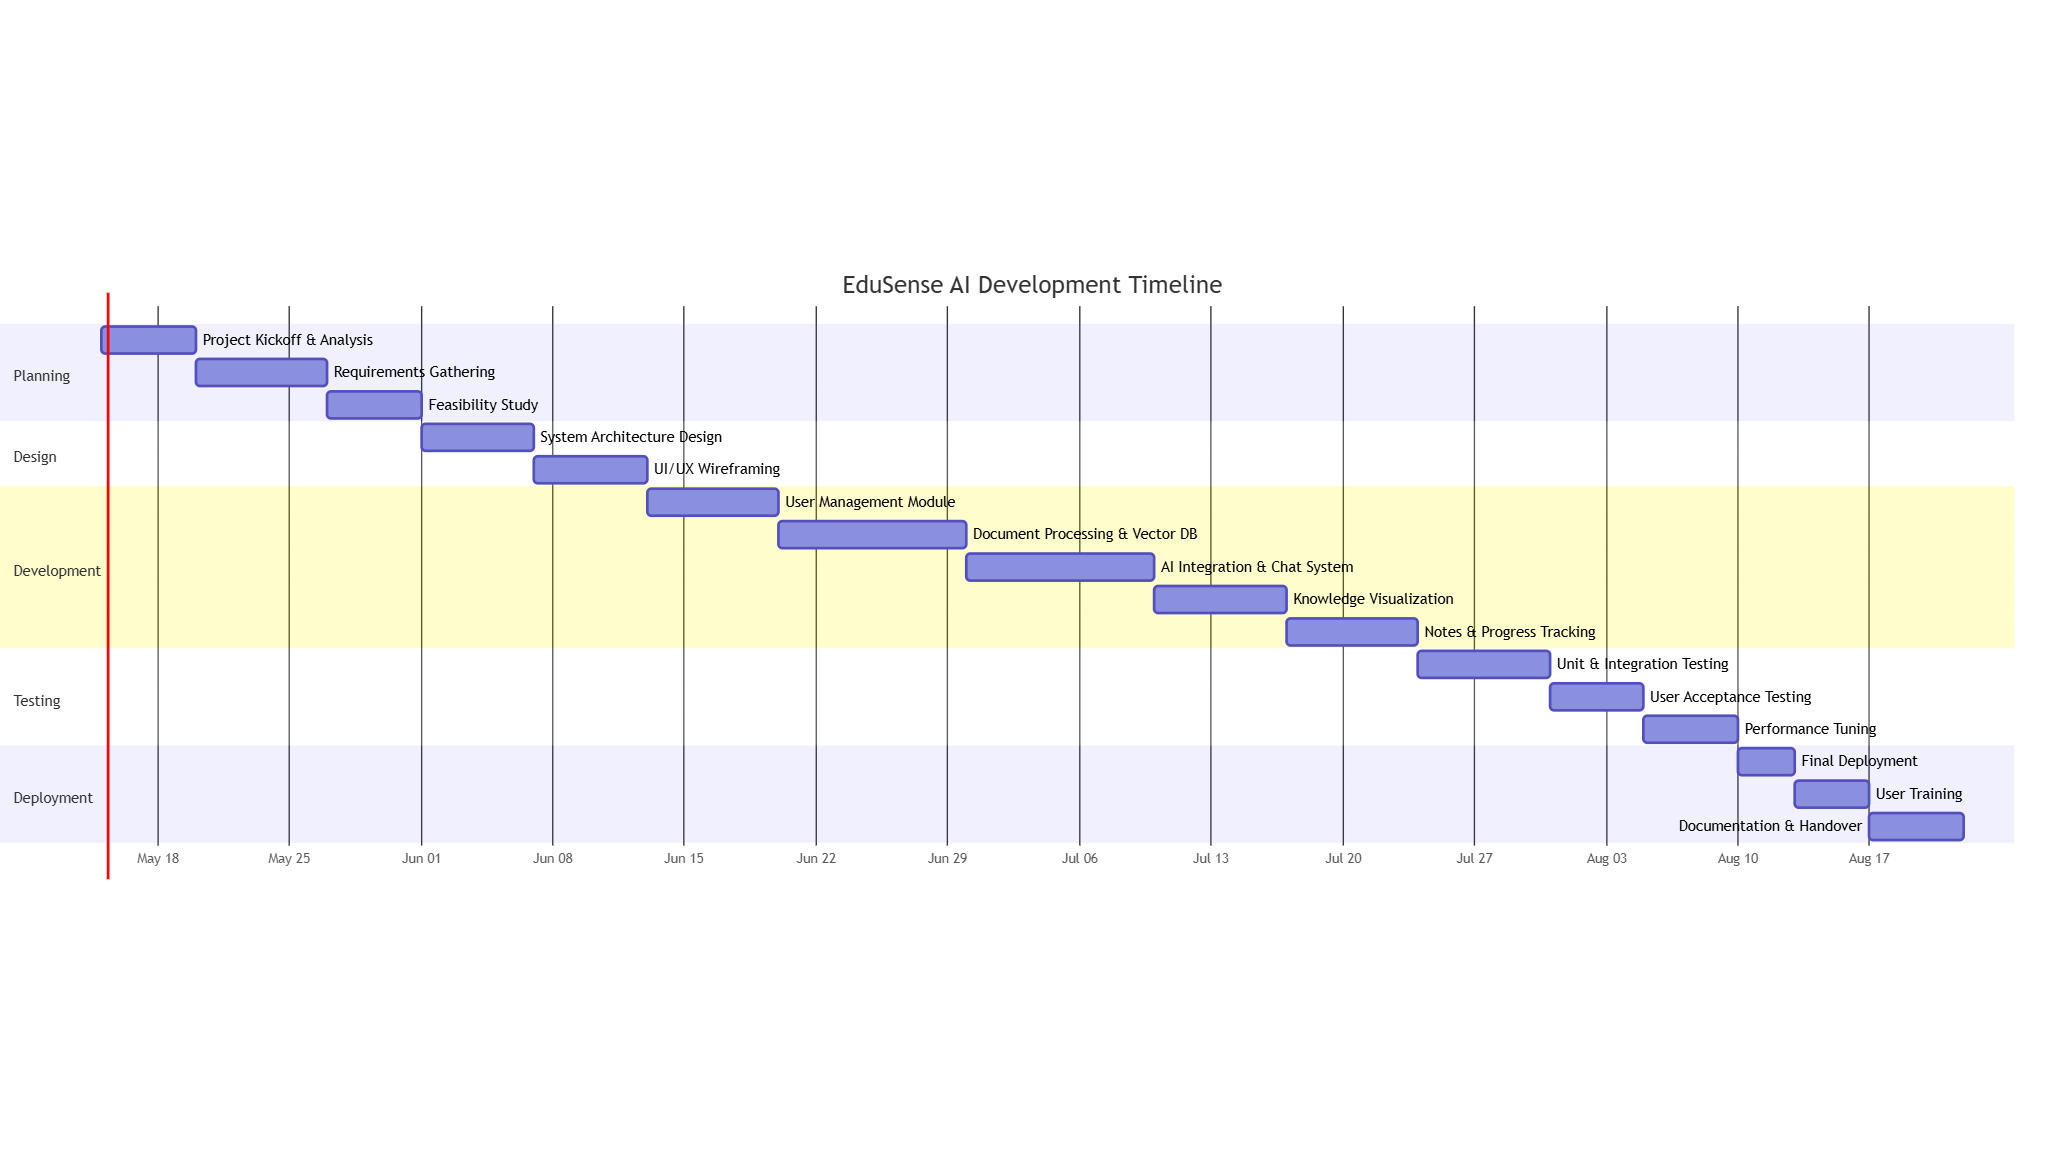 EduSense AI Development Timeline
Planning
Project Kickoff & Analysis
Requirements Gathering
Feasibility Study
Design
System Architecture Design
UI/UX Wireframing
Development
User Management Module
Document Processing & Vector DB
AI Integration & Chat System
Knowledge Visualization
Notes & Progress Tracking
Testing
Unit & Integration Testing
User Acceptance Testing
Performance Tuning
Deployment
Final Deployment
User Training
Documentation & Handover
May 18 May 25 Jun 01 Jun 08 Jun 15 Jun 22 Jun 29 Jul 06 Jul 13 Jul 20 Jul 27 Aug 03 Aug 10 Aug 17